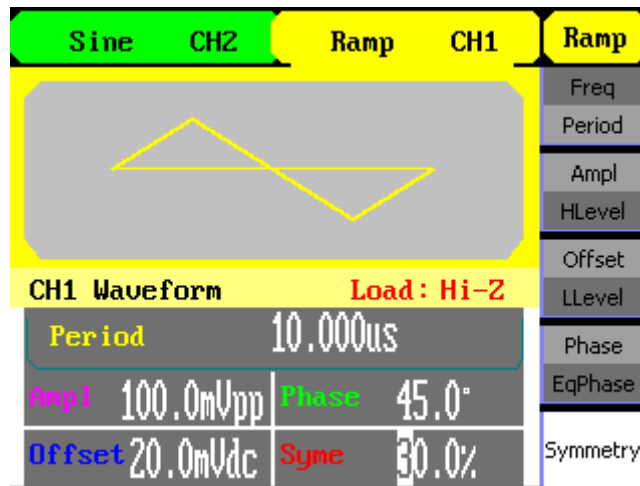 Sine CH2 Ramp CH1 Ramp
Freq
Period
Ampl
HLevel
Offset
LLevel
Phase
EqPhase
Symmetry
CH1 Waveform Load: Hi-Z
Period 10.000us
Ampl 100.0mVpp Phase 45.0°
Offset 20.0mVdc Syme 30.0%